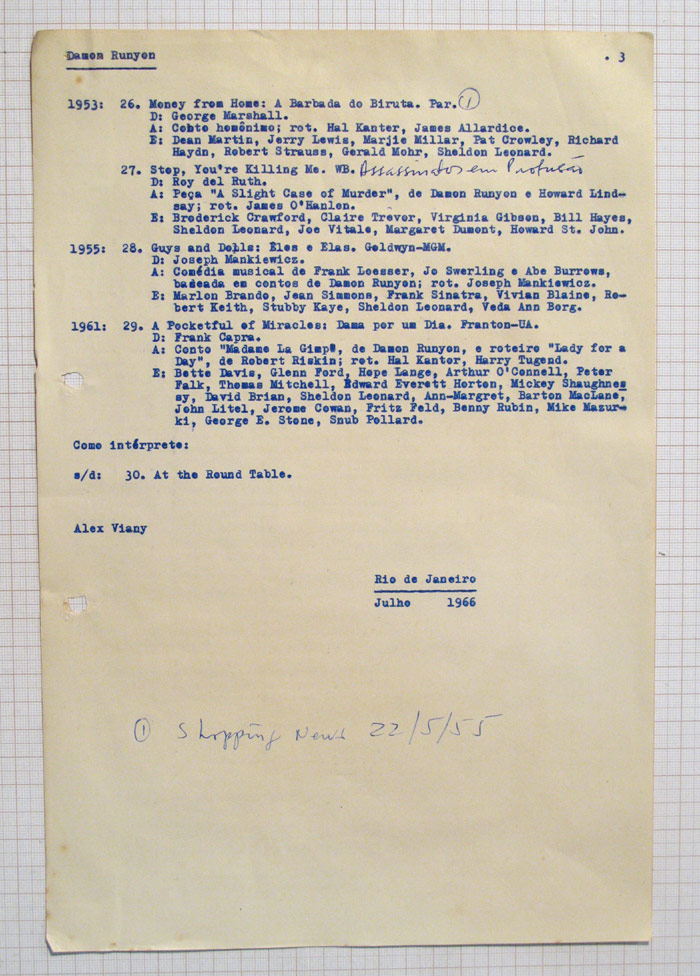 Damon Runyon . 3
1953: 26. Money from Home: A Barbada do Biruta. Par. ①
D: George Marshall.
A: Cohto homônimo; rot. Hal Kanter, James Allardice.
E: Dean Martin, Jerry Lewis, Marjie Millar, Pat Crowley, Richard
Haydn, Robert Strauss, Gerald Mohr, Sheldon Leonard.
27. Stop, You're Killing Me. WB. Assassinatos em Profusão
D: Roy del Ruth.
A: Peça "A Slight Case of Murder", de Damon Runyon e Howard Lind-
say; rot. James O'Hanlon.
E: Broderick Crawford, Claire Trevor, Virginia Gibson, Bill Hayes,
Sheldon Leonard, Joe Vitale, Margaret Dumont, Howard St. John.
1955: 28. Guys and Dolls: Êles e Elas. Goldwyn-MGM.
D: Joseph Mankiewicz.
A: Comédia musical de Frank Loesser, Jo Swerling e Abe Burrows,
baseada em contos de Damon Runyon; rot. Joseph Mankiewicz.
E: Marlon Brando, Jean Simmons, Frank Sinatra, Vivian Blaine, Ro-
bert Keith, Stubby Kaye, Sheldon Leonard, Veda Ann Borg.
1961: 29. A Pocketful of Miracles: Dama por um Dia. Franton-UA.
D: Frank Capra.
A: Conto "Madame La Gimp", de Damon Runyon, e roteiro "Lady for a
Day", de Robert Riskin; rot. Hal Kantor, Harry Tugend.
E: Bette Davis, Glenn Ford, Hope Lange, Arthur O'Connell, Peter
Falk, Thomas Mitchell, Edward Everett Horton, Mickey Shaughnes
sy, David Brian, Sheldon Leonard, Ann-Margret, Barton MacLane,
John Litel, Jerome Cowan, Fritz Feld, Benny Rubin, Mike Mazur-
ki, George E. Stone, Snub Pollard.
Como intérprete:
s/d: 30. At the Round Table.
Alex Viany
Rio de Janeiro
Julho 1966
① Shopping News 22/5/55